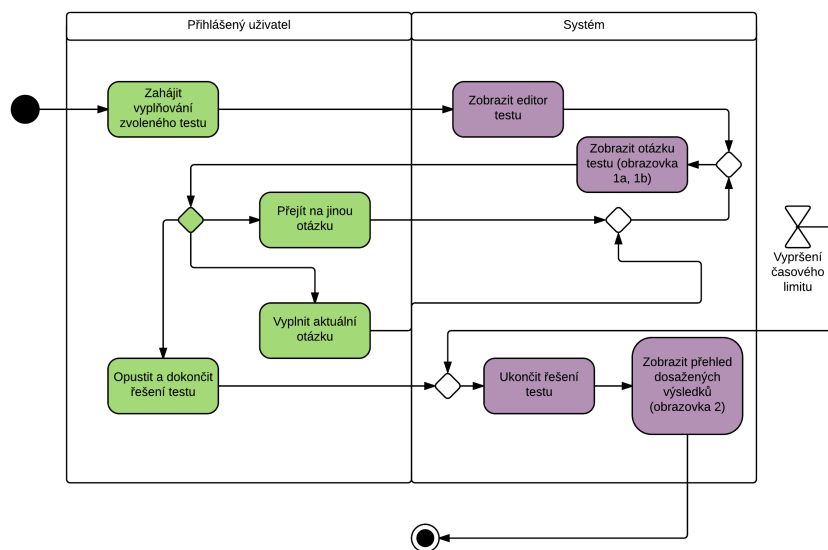 Přihlášený uživatel
Systém
Zahájit
vyplňování
zvoleného testu
Zobrazit editor
testu
Zobrazit otázku
testu (obrazovka
1a, 1b)
Přejít na jinou
otázku
Vypršení
časového
limitu
Vyplnit aktuální
otázku
Opustit a dokončit
řešení testu
Ukončit řešení
testu
Zobrazit přehled
dosažených
výsledků
(obrazovka 2)